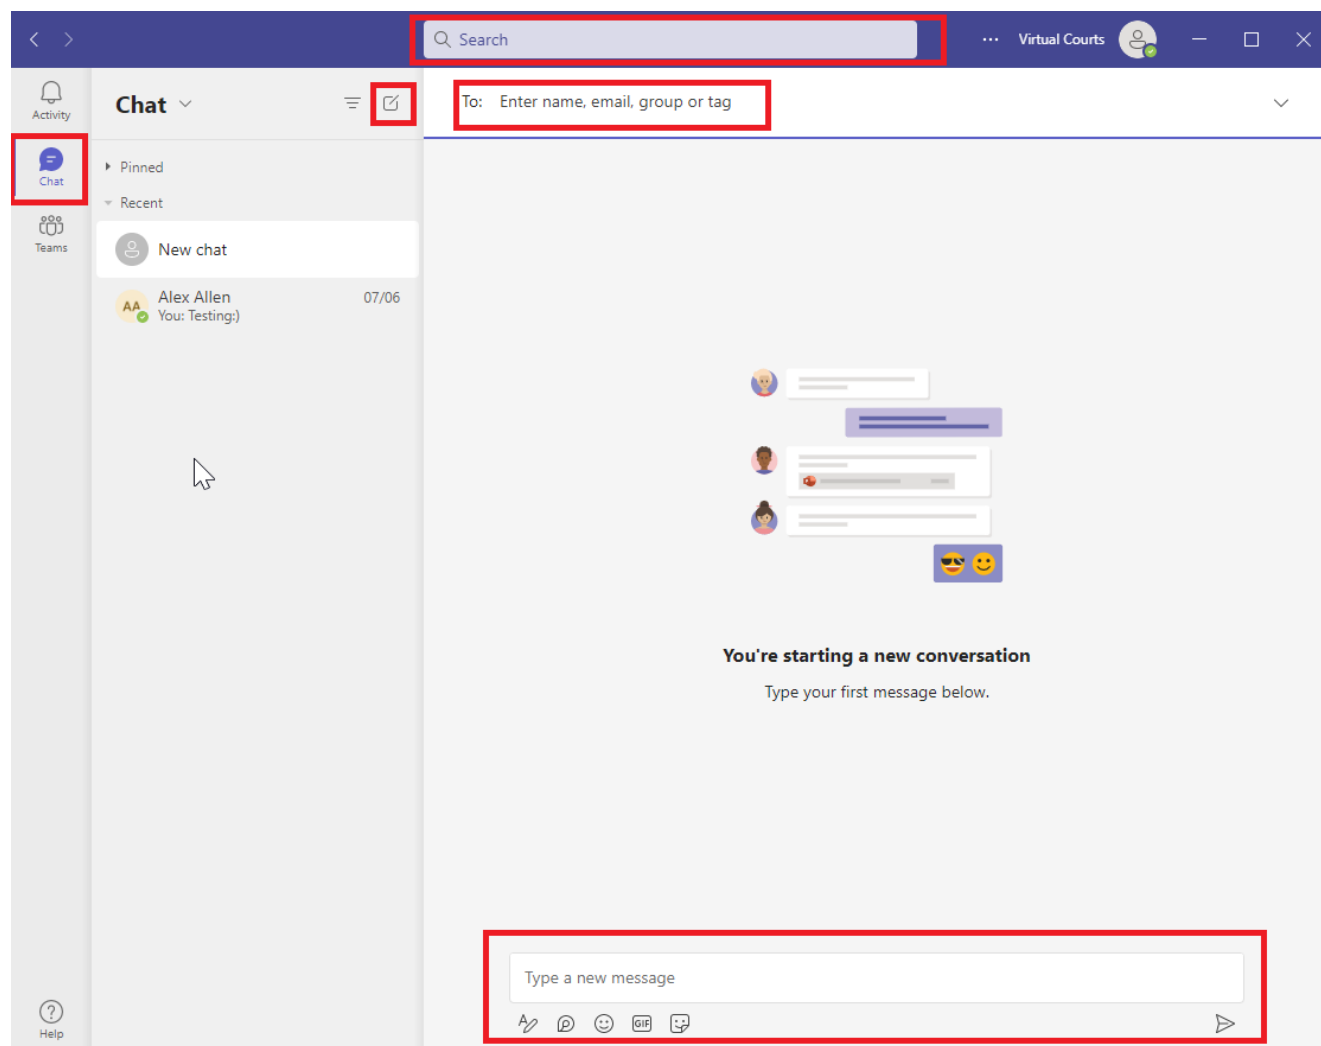 Search
Virtual Courts
Activity
Chat
Teams
Help
Chat
Pinned
Recent
New chat
AA
Alex Allen 07/06
You: Testing:)
To: Enter name, email, group or tag
You're starting a new conversation
Type your first message below.
Type a new message
GIF